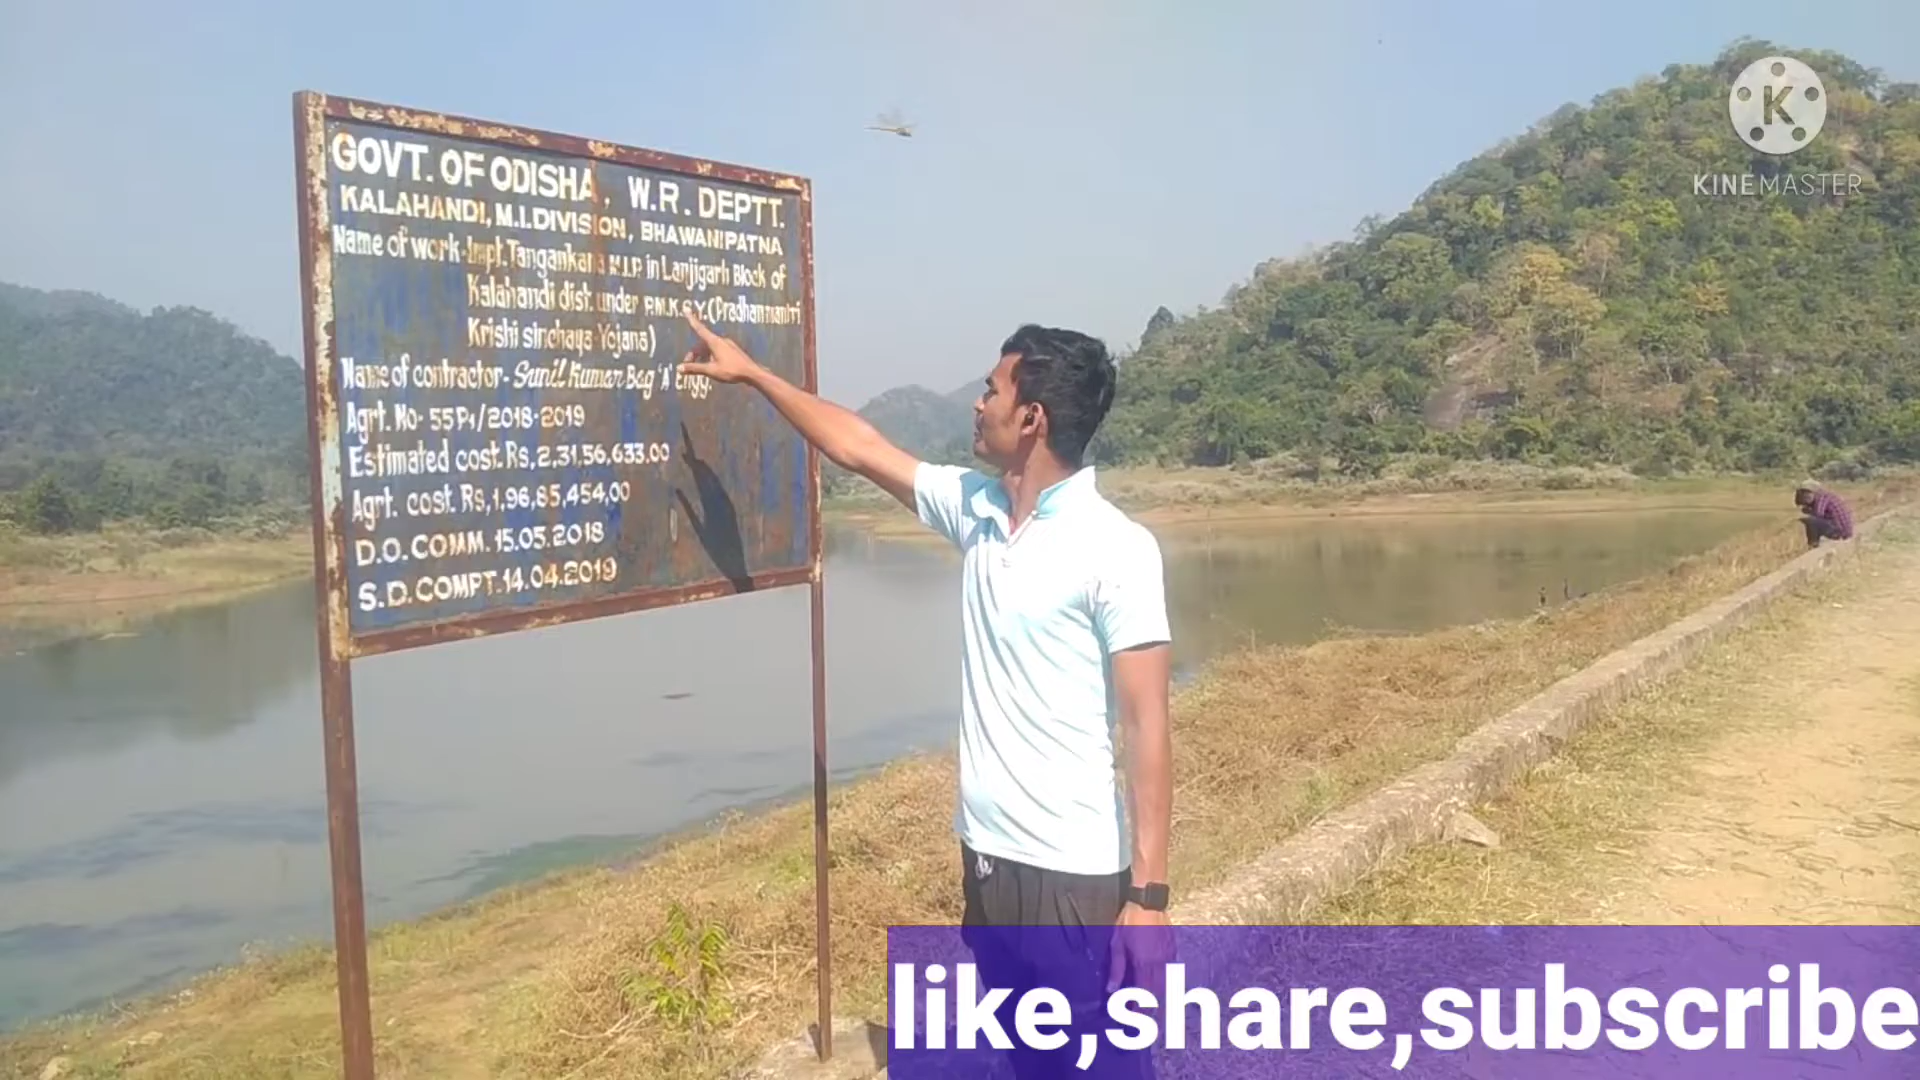 GOVT. OF ODISHA, W.R. DEPTT.
KALAHANDI, M.I.DIVISION, BHAWANIPATNA
Name of work-Impt. Tangankana M.I.P. in Lanjigarh Block of
Kalahandi dist. under P.M.K.S.Y.(Pradhanmantri
Krishi sinchaya Yojana)
Name of contractor- Sunil Kumar Bag 'A' Engg.
Agrt. No- 55P1/2018-2019
Estimated cost. Rs, 2,31,56,633.00
Agrt. cost. Rs,1,96,85,454,00
D.O.COMM. 15.05.2018
S.D.COMPT. 14.04.2019
K
KINEMASTER
like,share,subscribe